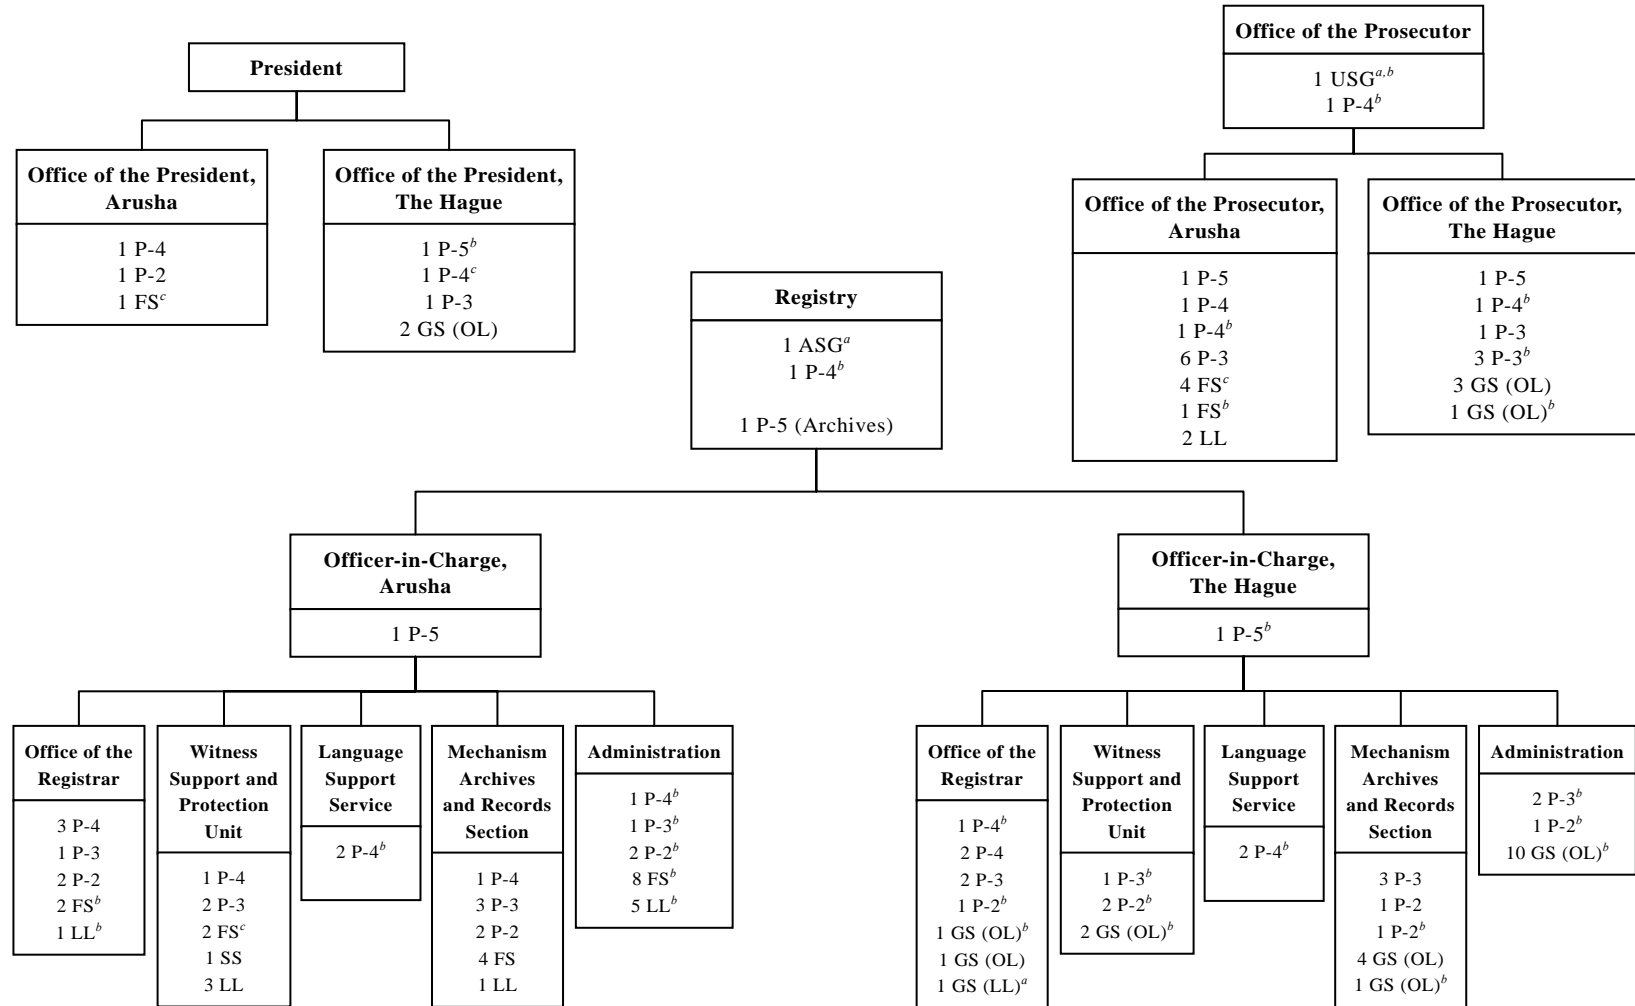 President
Office of the President,
Arusha
1 P-4
1 P-2
1 FSᶜ
Office of the President,
The Hague
1 P-5ᵇ
1 P-4ᶜ
1 P-3
2 GS (OL)
Office of the Prosecutor
1 USGᵃ,ᵇ
1 P-4ᵇ
Office of the Prosecutor,
Arusha
1 P-5
1 P-4
1 P-4ᵇ
6 P-3
4 FSᶜ
1 FSᵇ
2 LL
Office of the Prosecutor,
The Hague
1 P-5
1 P-4ᵇ
1 P-3
3 P-3ᵇ
3 GS (OL)
1 GS (OL)ᵇ
Registry
1 ASGᵃ
1 P-4ᵇ
1 P-5 (Archives)
Officer-in-Charge,
Arusha
1 P-5
Officer-in-Charge,
The Hague
1 P-5ᵇ
Office of the
Registrar
3 P-4
1 P-3
2 P-2
2 FSᵇ
1 LLᵇ
Witness
Support and
Protection
Unit
1 P-4
2 P-3
2 FSᶜ
1 SS
3 LL
Language
Support
Service
2 P-4ᵇ
Mechanism
Archives
and Records
Section
1 P-4
3 P-3
2 P-2
4 FS
1 LL
Administration
1 P-4ᵇ
1 P-3ᵇ
2 P-2ᵇ
8 FSᵇ
5 LLᵇ
Office of the
Registrar
1 P-4ᵇ
2 P-4
2 P-3
1 P-2ᵇ
1 GS (OL)ᵇ
1 GS (OL)
1 GS (LL)ᵃ
Witness
Support and
Protection
Unit
1 P-3ᵇ
2 P-2ᵇ
2 GS (OL)ᵇ
Language
Support
Service
2 P-4ᵇ
Mechanism
Archives
and Records
Section
3 P-3
1 P-2
1 P-2ᵇ
4 GS (OL)
1 GS (OL)ᵇ
Administration
2 P-3ᵇ
1 P-2ᵇ
10 GS (OL)ᵇ